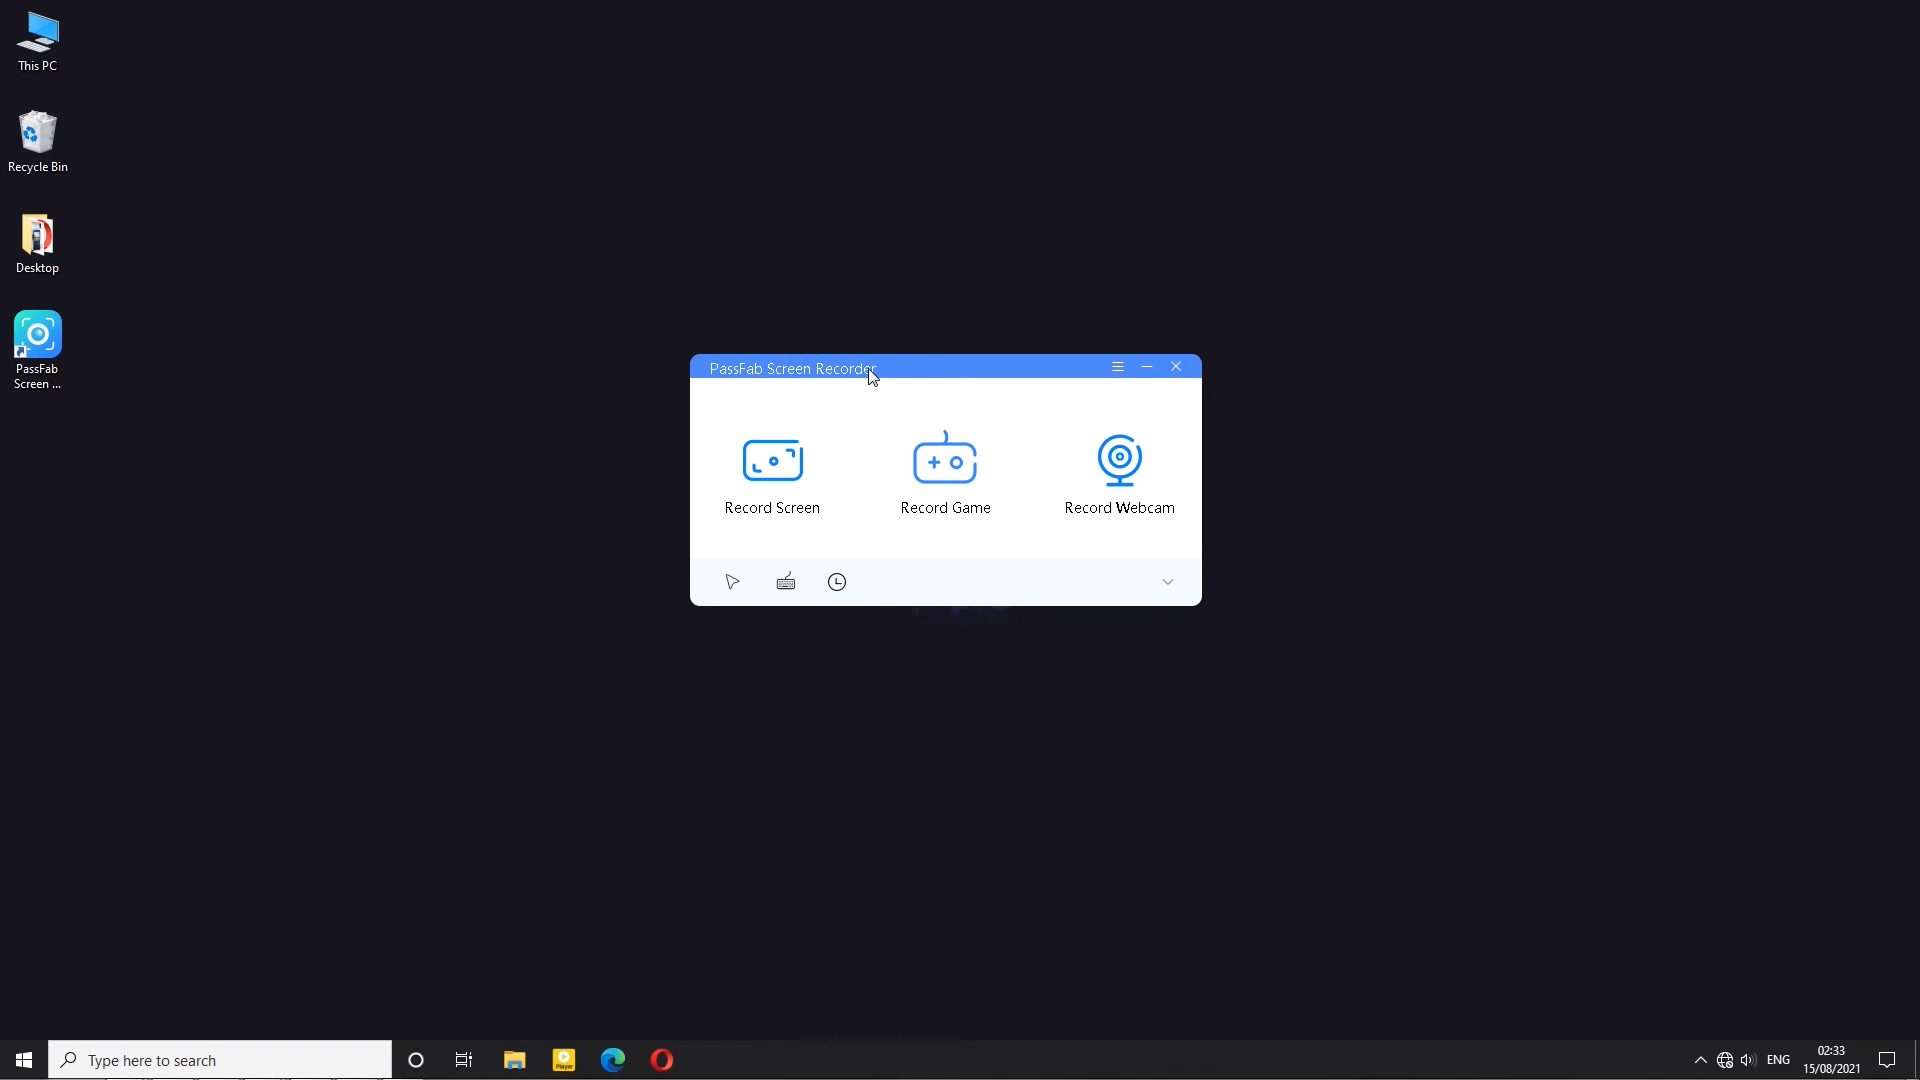 This PC
Recycle Bin
Desktop
PassFab
Screen ...
PassFab Screen Recorder
Record Screen
Record Game
Record Webcam
Type here to search
Player
ENG
02:33
15/08/2021